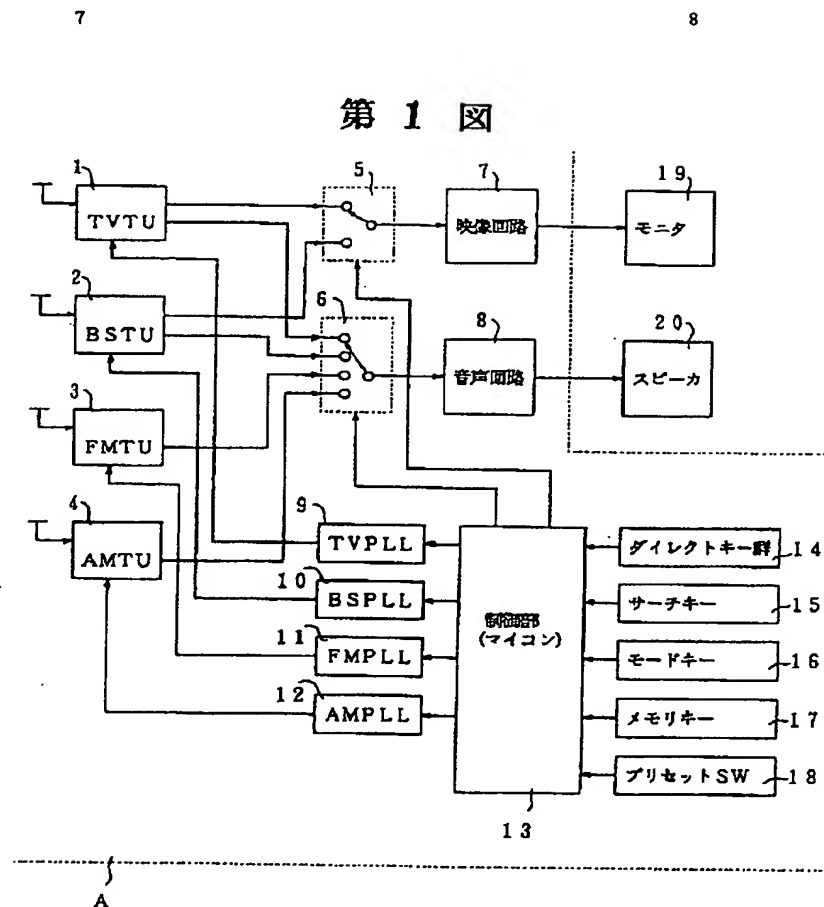 7 8
第 1 図
1
TVTU
2
BSTU
3
FMTU
4
AMTU
5
6
7
映像回路
8
音声回路
19
モニタ
20
スピーカ
9
TVPLL
10
BSPLL
11
FMPLL
12
AMPLL
制御部
(マイコン)
13
ダイレクトキー群 14
サーチキー 15
モードキー 16
メモリキー 17
プリセットSW 18
A